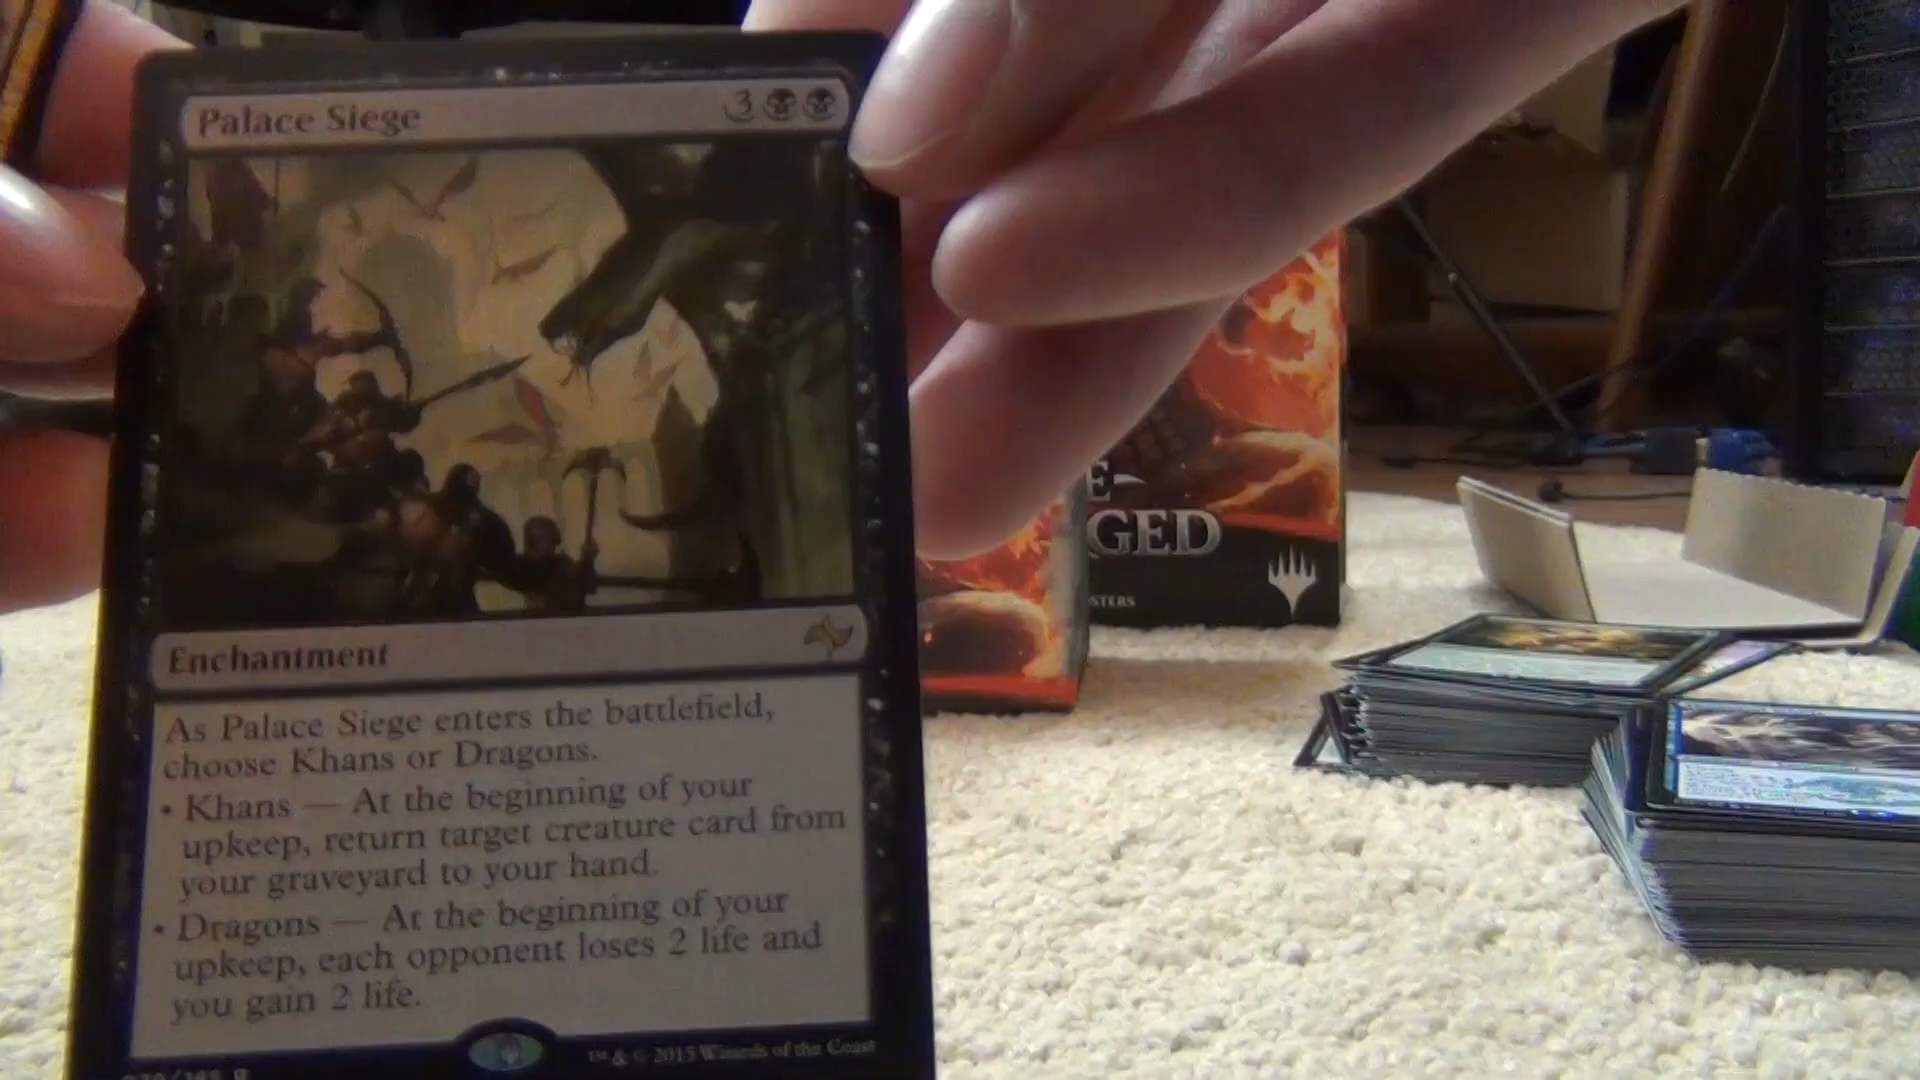 Palace Siege 3
Enchantment
As Palace Siege enters the battlefield,
choose Khans or Dragons.
• Khans — At the beginning of your
upkeep, return target creature card from
your graveyard to your hand.
• Dragons — At the beginning of your
upkeep, each opponent loses 2 life and
you gain 2 life.
™ & © 2015 Wizards of the Coast
E
GED
STERS